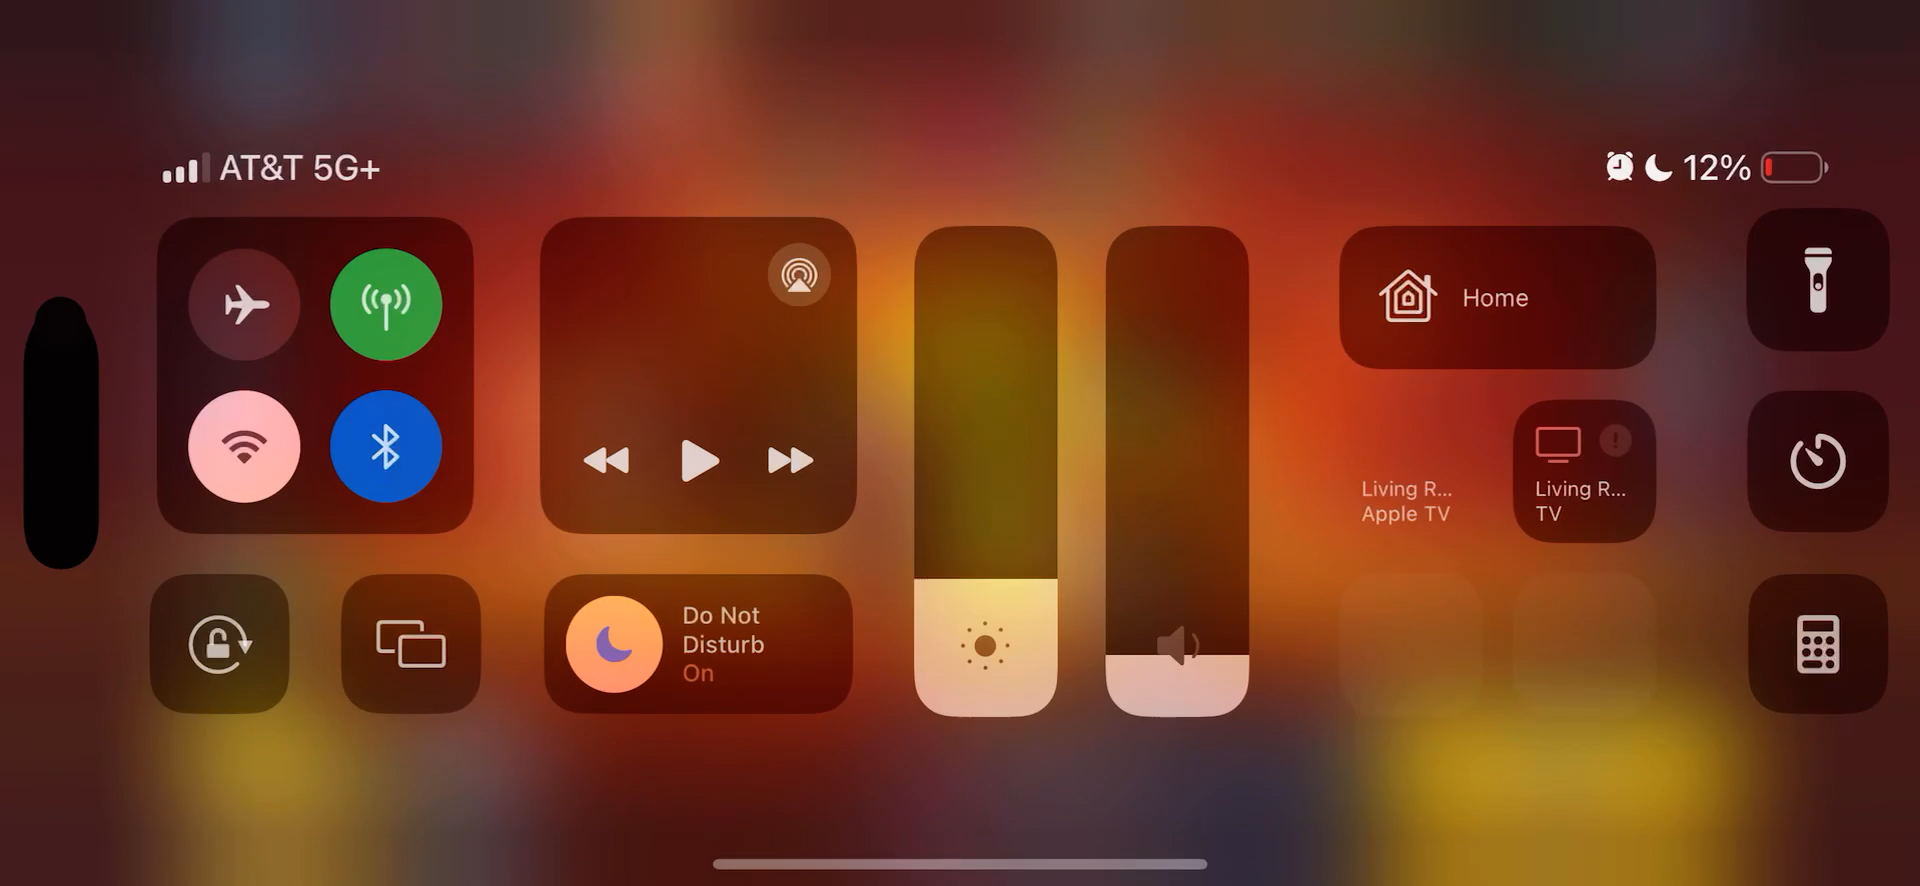 AT&T 5G+
12%
Home
Living R...
Apple TV
Living R...
TV
Do Not
Disturb
On